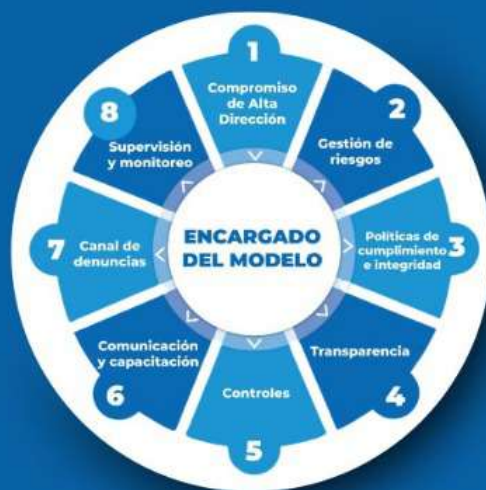 1
Compromiso
de Alta
Dirección
2
Gestión de
riesgos
3
Políticas de
cumplimiento
e integridad
4
Transparencia
5
Controles
6
Comunicación
y capacitación
7
Canal de
denuncias
8
Supervisión
y monitoreo
ENCARGADO
DEL MODELO